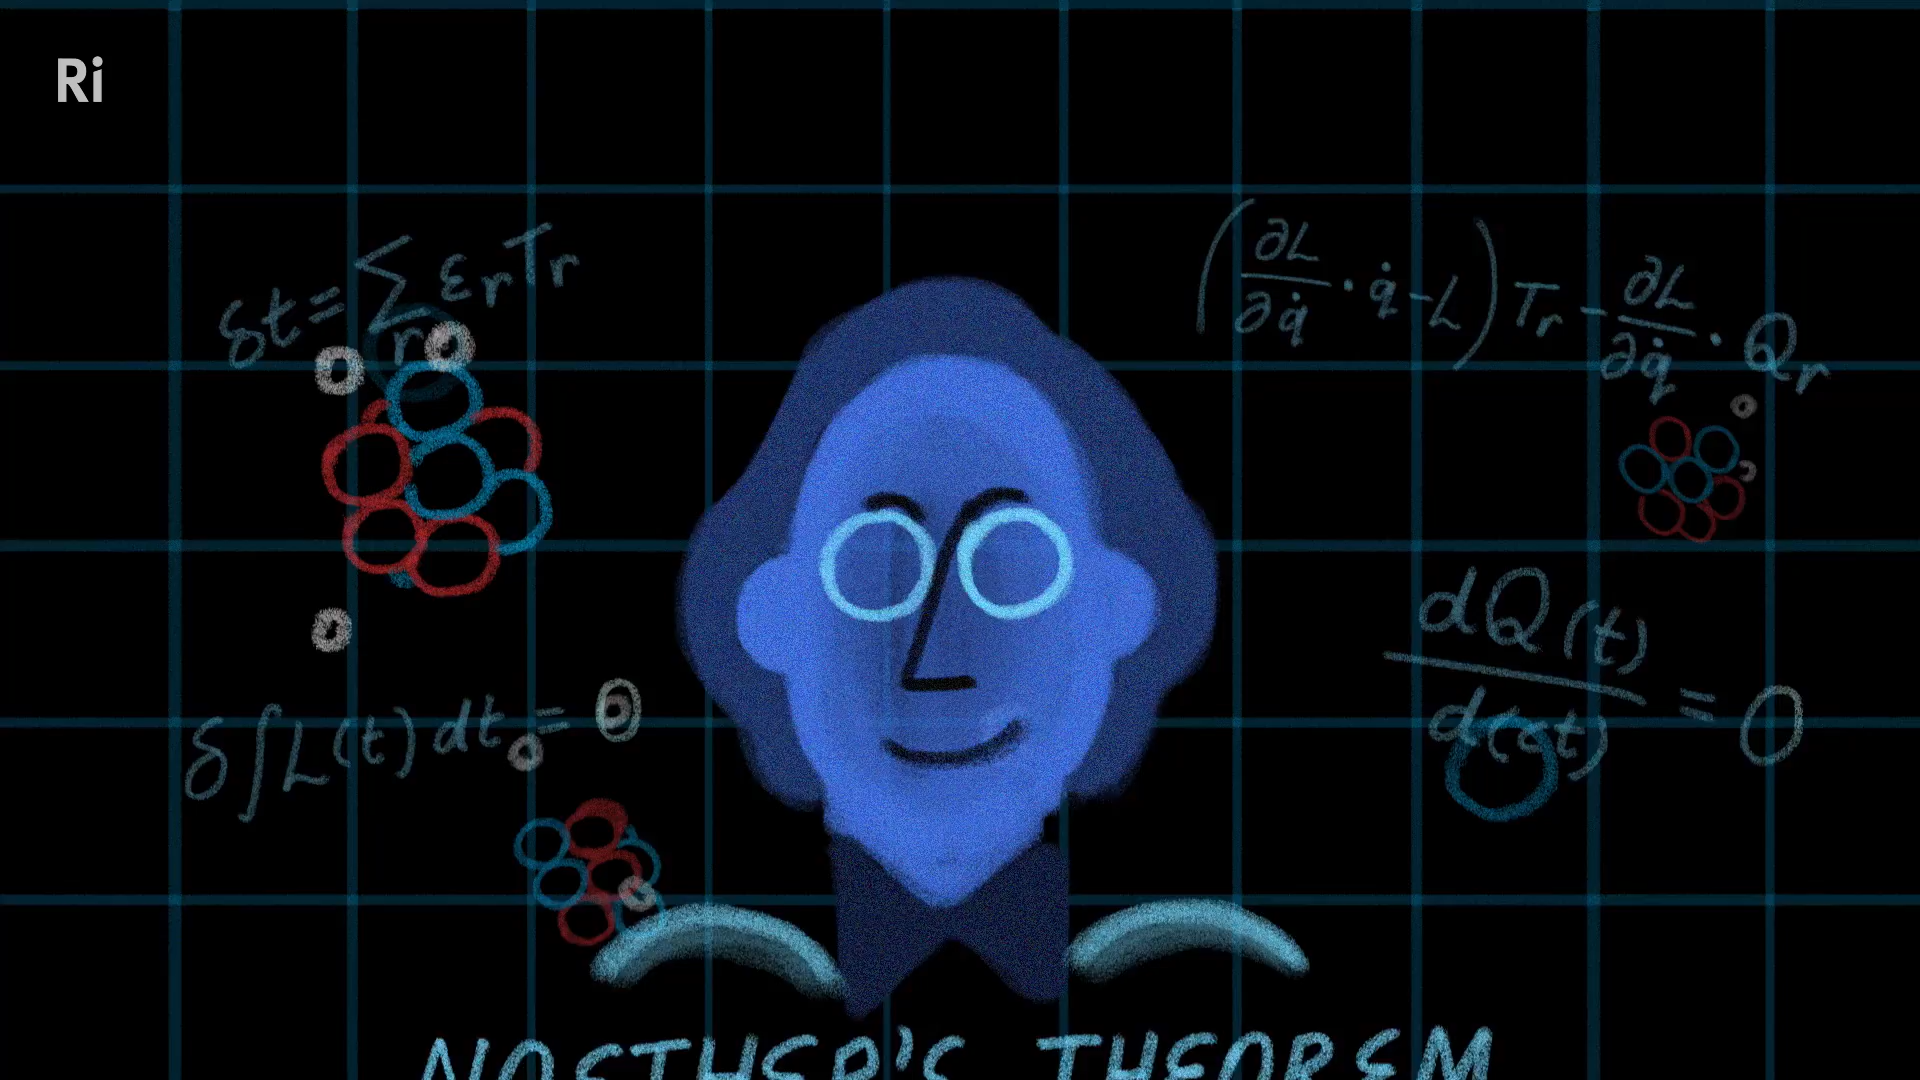 Ri
δt = ∑ εᵣTᵣ
r
(∂L/∂q̇ · q̇ - L) Tᵣ - ∂L/∂q̇ · Qᵣ
dQ(t)
d(t) = 0
δ∫L(t) dt = 0
NOETHER'S THEOREM